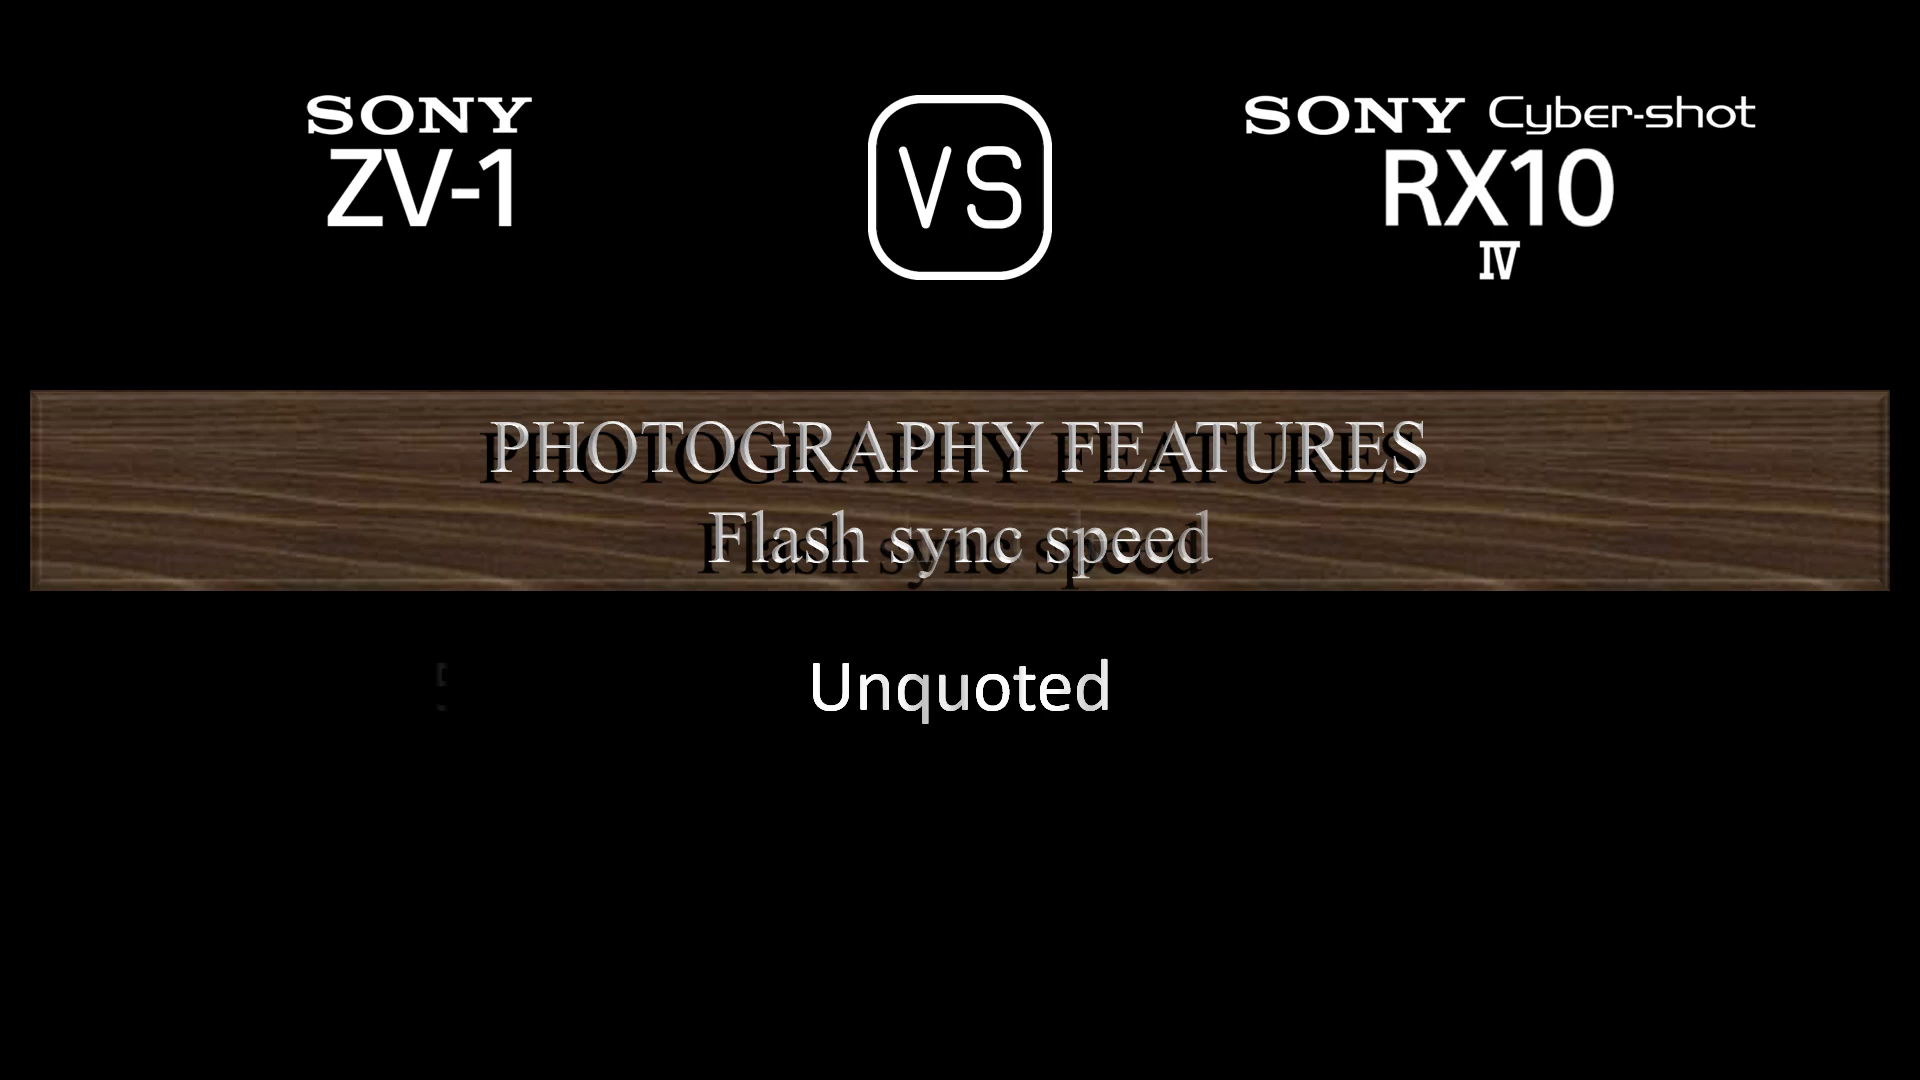 SONY
ZV-1
VS
SONY Cyber-shot
RX10
IV
PHOTOGRAPHY FEATURES
Flash sync speed
Unquoted